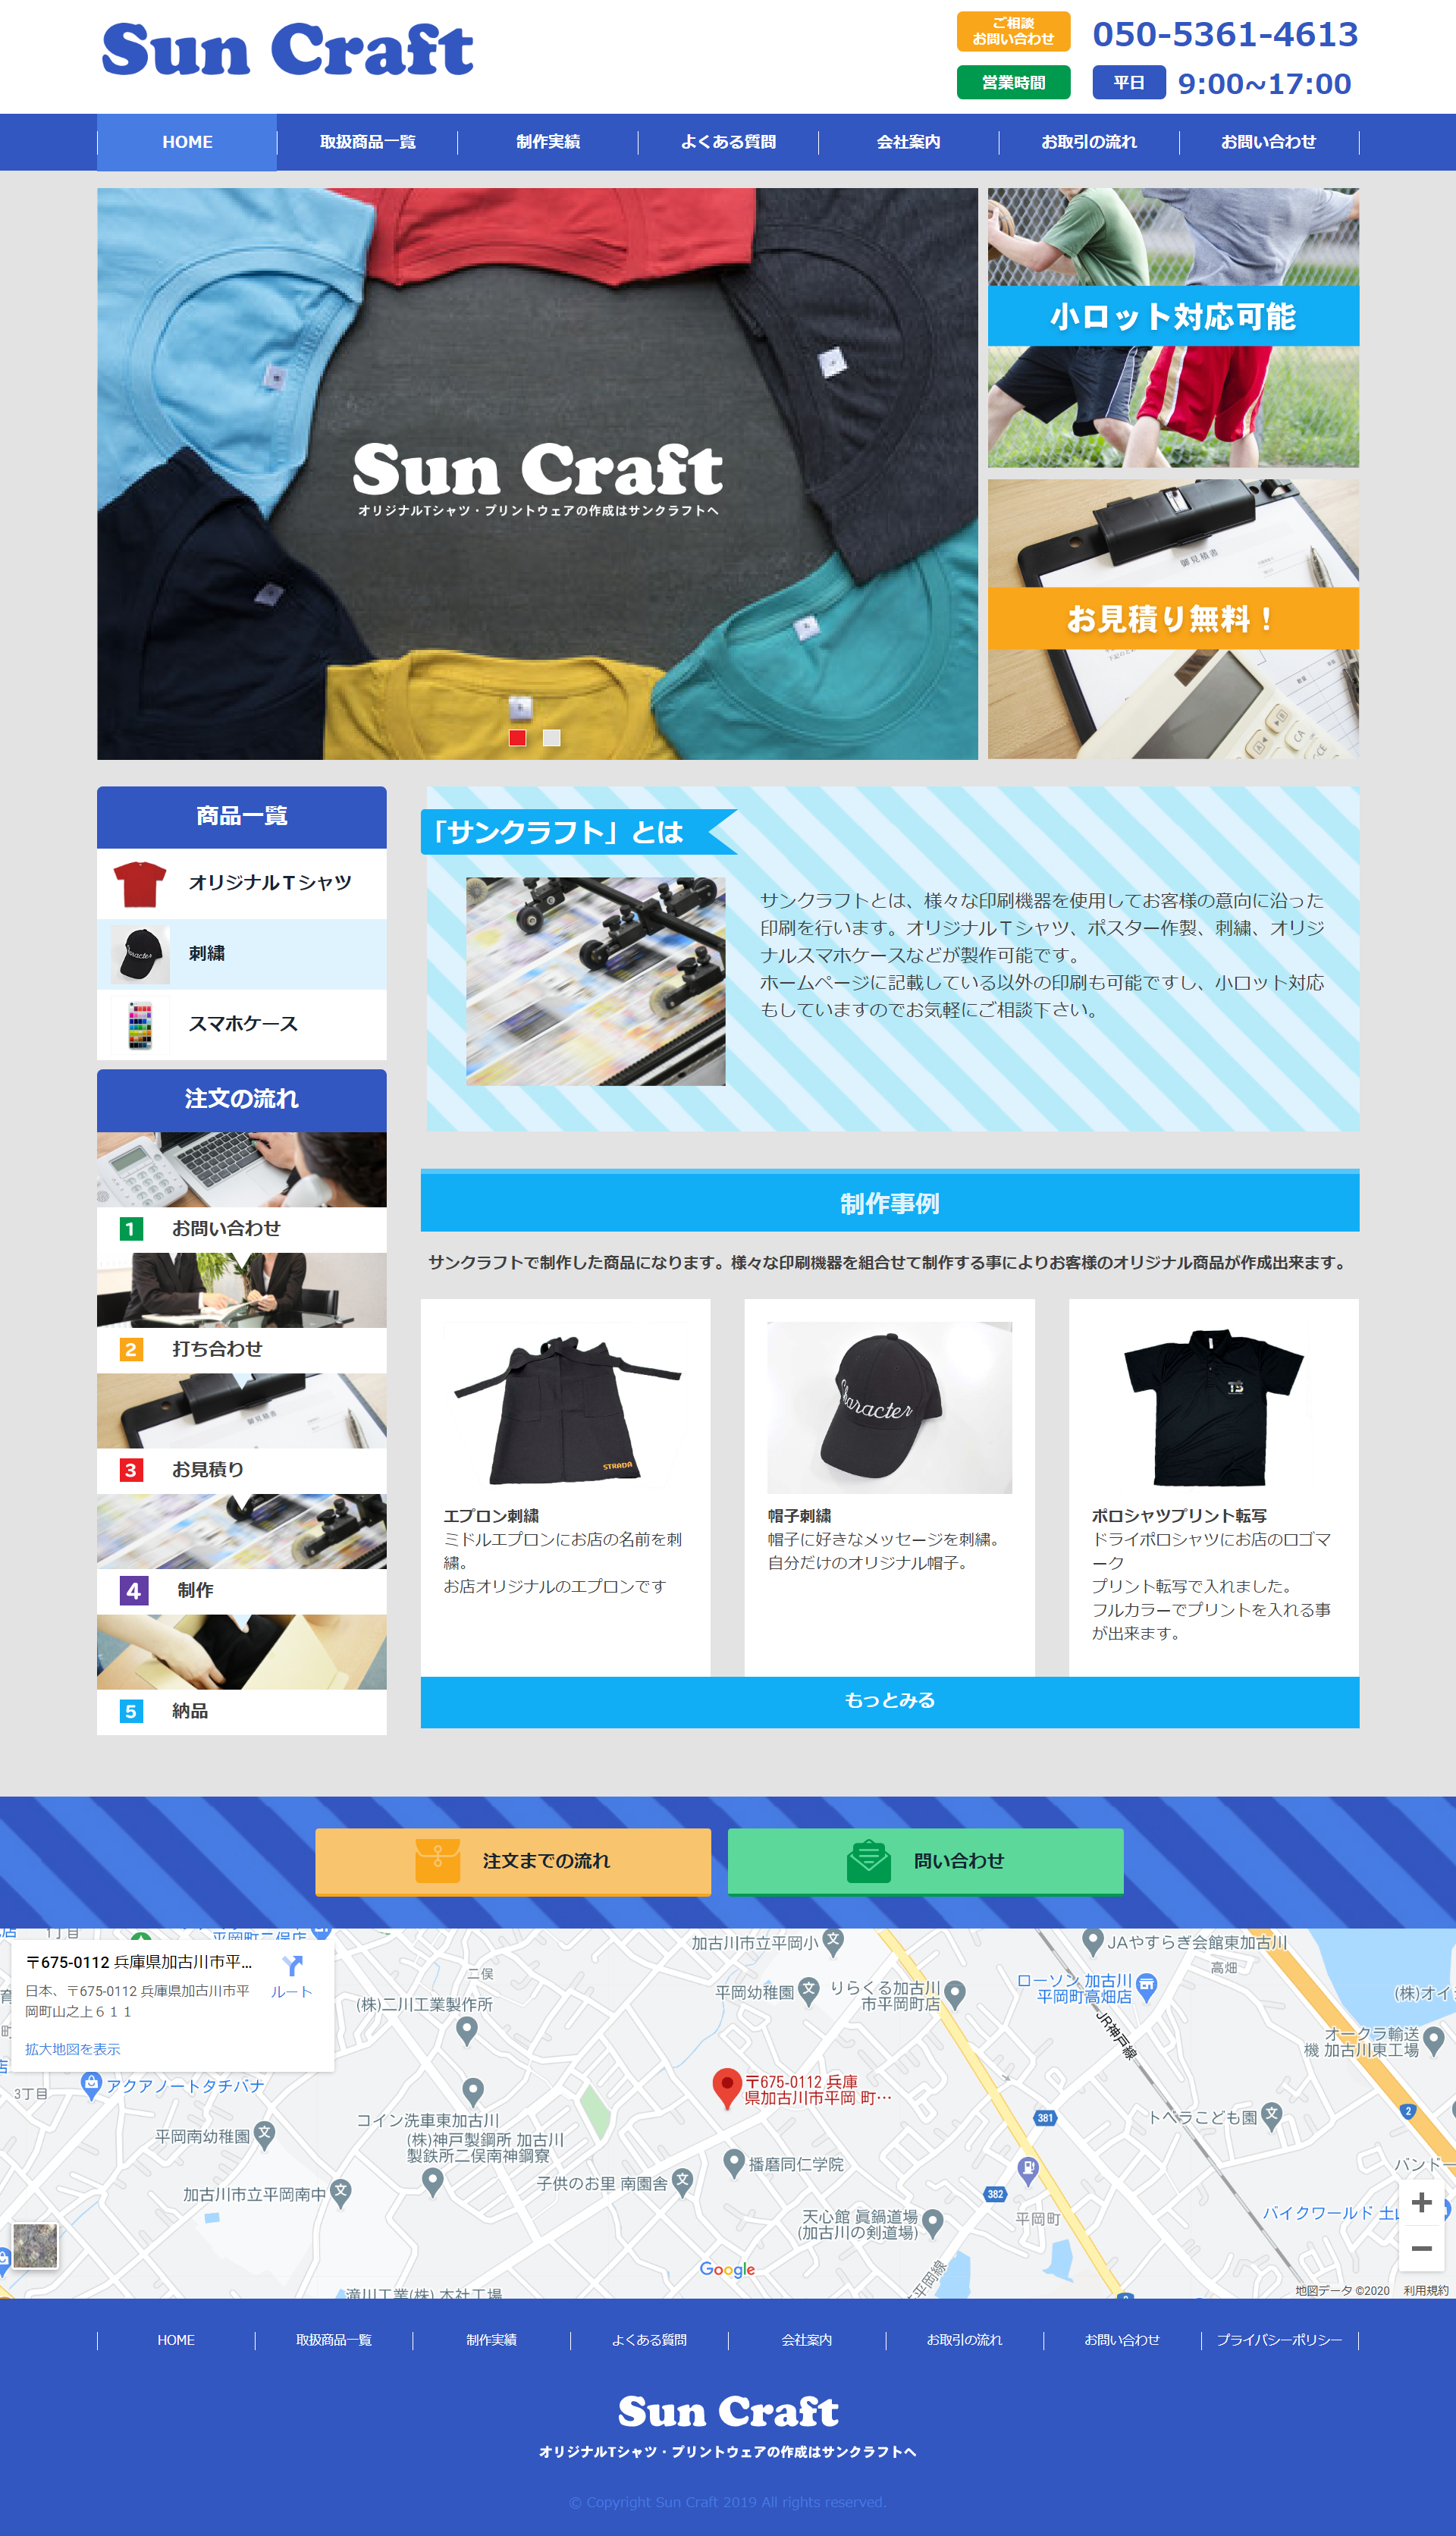 Sun Craft
ご相談
お問い合わせ
050-5361-4613
営業時間
平日
9:00~17:00
HOME
取扱商品一覧
制作実績
よくある質問
会社案内
お取引の流れ
お問い合わせ
Sun Craft
オリジナルTシャツ・プリントウェアの作成はサンクラフトへ
小ロット対応可能
御見積書
お見積り無料！
CA
CE
商品一覧
オリジナルＴシャツ
刺繍
スマホケース
「サンクラフト」とは
サンクラフトとは、様々な印刷機器を使用してお客様の意向に沿った
印刷を行います。オリジナルＴシャツ、ポスター作製、刺繍、オリジ
ナルスマホケースなどが製作可能です。
ホームページに記載している以外の印刷も可能ですし、小ロット対応
もしていますのでお気軽にご相談下さい。
注文の流れ
1 お問い合わせ
2 打ち合わせ
御見積書
3 お見積り
4 制作
5 納品
制作事例
サンクラフトで制作した商品になります。様々な印刷機器を組合せて制作する事によりお客様のオリジナル商品が作成出来ます。
STRADA
エプロン刺繍
ミドルエプロンにお店の名前を刺
繍。
お店オリジナルのエプロンです
Character
帽子刺繍
帽子に好きなメッセージを刺繍。
自分だけのオリジナル帽子。
TS
ポロシャツプリント転写
ドライポロシャツにお店のロゴマ
ーク
プリント転写で入れました。
フルカラーでプリントを入れる事
が出来ます。
もっとみる
注文までの流れ
問い合わせ
〒675-0112 兵庫県加古川市平...
日本、〒675-0112 兵庫県加古川市平
岡町山之上６１１
ルート
拡大地図を表示
加古川市立平岡小
JAやすらぎ会館東加古川
高畑
二俣
(株)二川工業製作所
平岡幼稚園
りらくる加古川
市平岡町店
ローソン 加古川
平岡町高畑店
JR神戸線
オークラ輸送
機 加古川東工場
3丁目
アクアノートタチバナ
〒675-0112 兵庫
県加古川市平岡 町…
コイン洗車東加古川
平岡南幼稚園
(株)神戸製鋼所 加古川
製鉄所二俣南神鋼寮
381
トペラこども園
2
子供のお里 南園舎
播磨同仁学院
加古川市立平岡南中
382
天心館 眞鍋道場
(加古川の剣道場)
平岡町
バイクワールド 土山
Google
滝川工業(株) 本社工場
地図データ ©2020
利用規約
HOME
取扱商品一覧
制作実績
よくある質問
会社案内
お取引の流れ
お問い合わせ
プライバシーポリシー
Sun Craft
オリジナルTシャツ・プリントウェアの作成はサンクラフトへ
© Copyright Sun Craft 2019 All rights reserved.